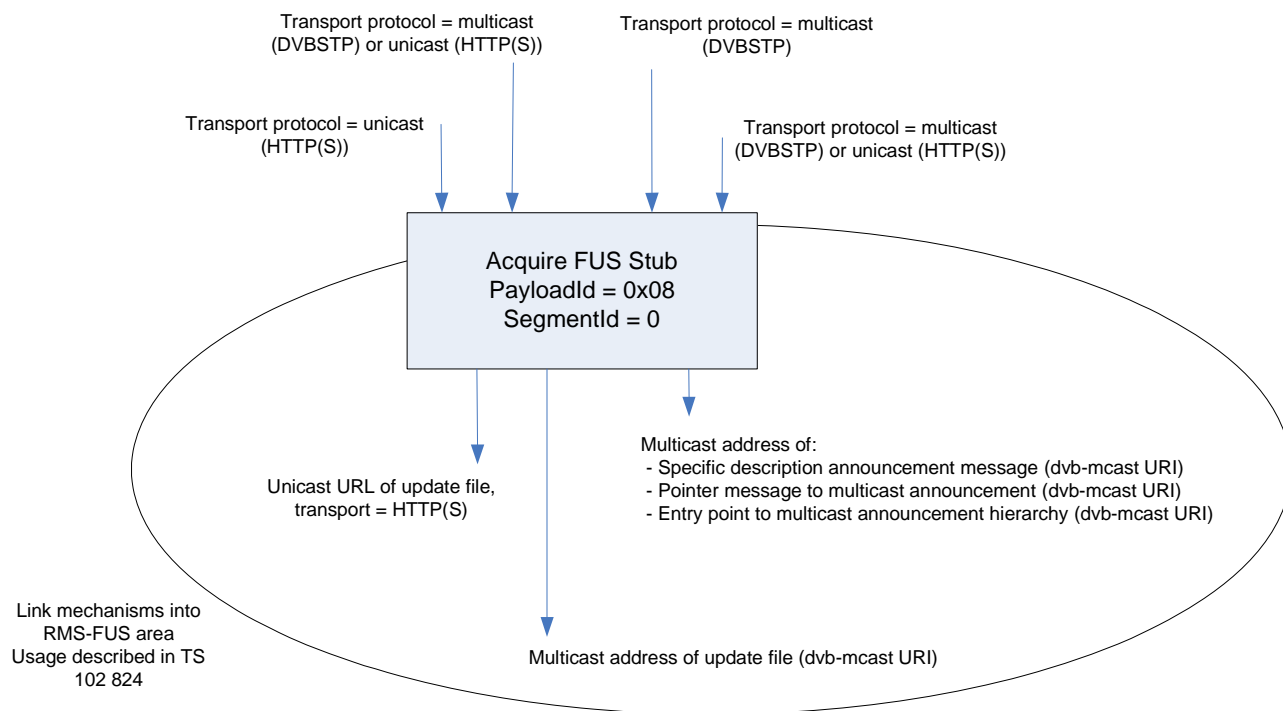 Transport protocol = multicast
(DVBSTP) or unicast (HTTP(S))
Transport protocol = multicast
(DVBSTP)
Transport protocol = unicast
(HTTP(S))
Transport protocol = multicast
(DVBSTP) or unicast (HTTP(S))
Acquire FUS Stub
PayloadId = 0x08
SegmentId = 0
Unicast URL of update file,
transport = HTTP(S)
Multicast address of:
- Specific description announcement message (dvb-mcast URI)
- Pointer message to multicast announcement (dvb-mcast URI)
- Entry point to multicast announcement hierarchy (dvb-mcast URI)
Link mechanisms into
RMS-FUS area
Usage described in TS
102 824
Multicast address of update file (dvb-mcast URI)